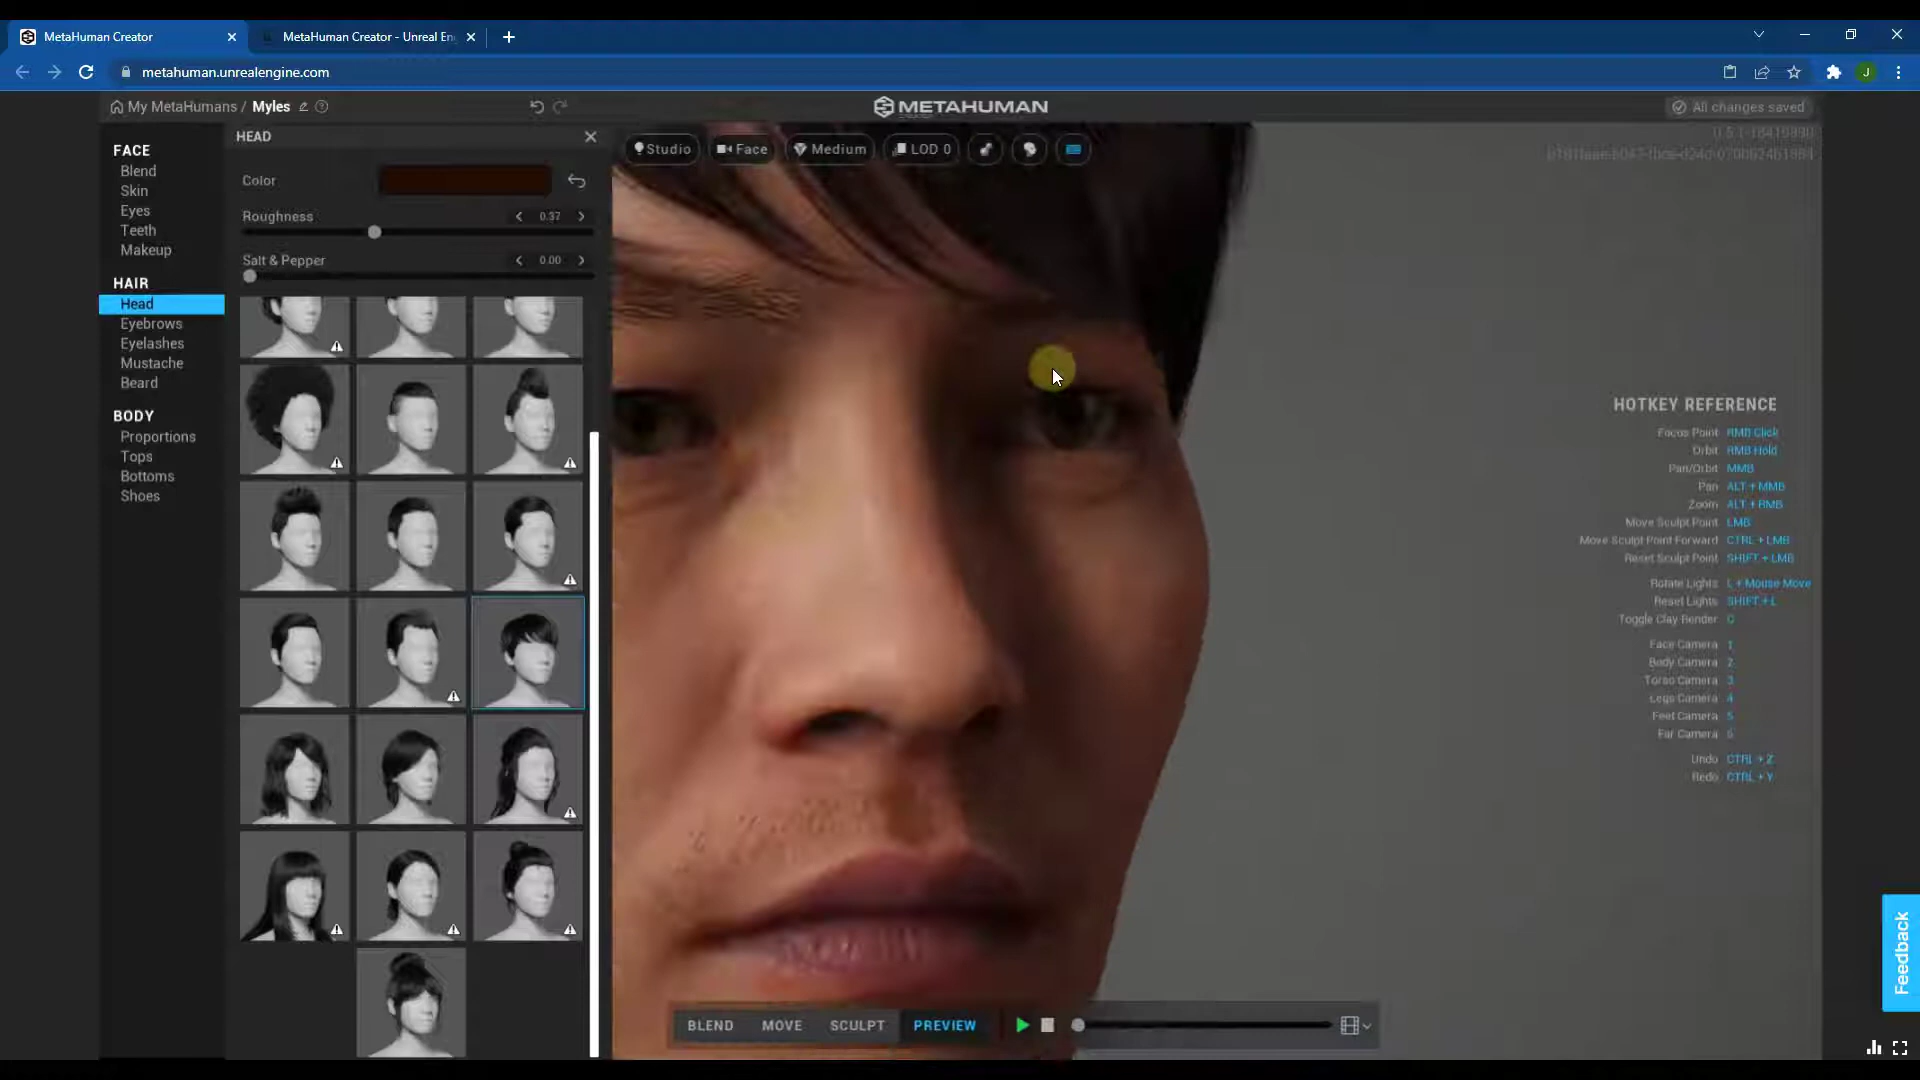 MetaHuman Creator
MetaHuman Creator - Unreal En
metahuman.unrealengine.com
J
My MetaHumans / Myles
METAHUMAN
All changes saved
FACE
Blend
Skin
Eyes
Teeth
Makeup
HAIR
Head
Eyebrows
Eyelashes
Mustache
Beard
BODY
Proportions
Tops
Bottoms
Shoes
HEAD
Color
Roughness 0.37
Salt & Pepper 0.00
Studio
Face
Medium
LOD 0
HOTKEY REFERENCE
Focus Point RMB Click
Orbit RMB Hold
Pan/Orbit MMB
Pan ALT + MMB
Zoom ALT + RMB
Move Sculpt Point LMB
Move Sculpt Point Forward CTRL + LMB
Reset Sculpt Point SHIFT + LMB
Rotate Lights L + Mouse Move
Reset Lights SHIFT + L
Toggle Clay Render C
Face Camera 1
Body Camera 2
Torso Camera 3
Legs Camera 4
Feet Camera 5
Far Camera 6
Undo CTRL + Z
Redo CTRL + Y
BLEND
MOVE
SCULPT
PREVIEW
Feedback